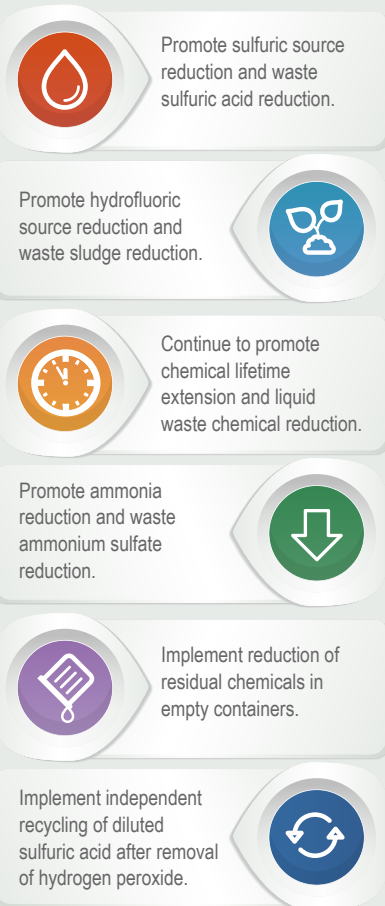 Promote sulfuric source
reduction and waste
sulfuric acid reduction.
Promote hydrofluoric
source reduction and
waste sludge reduction.
Continue to promote
chemical lifetime
extension and liquid
waste chemical reduction.
Promote ammonia
reduction and waste
ammonium sulfate
reduction.
Implement reduction of
residual chemicals in
empty containers.
Implement independent
recycling of diluted
sulfuric acid after removal
of hydrogen peroxide.